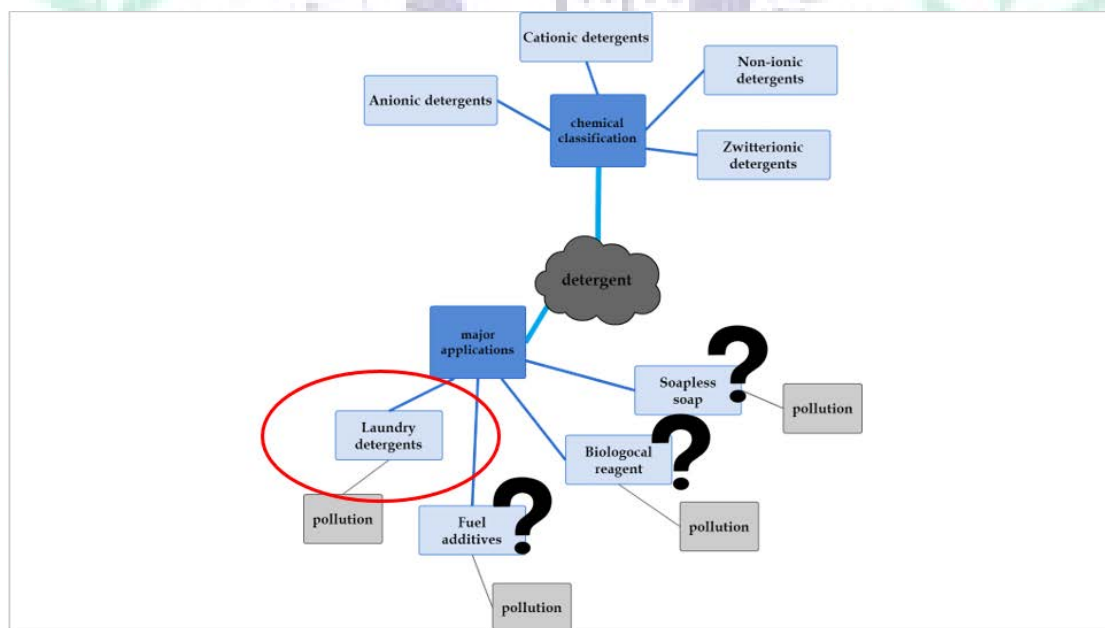 Cationic detergents
Non-ionic
detergents
Anionic detergents
chemical
classification
Zwitterionic
detergents
detergent
major
applications
?
Soapless
soap
pollution
Laundry
detergents
?
Biologocal
reagent
pollution
?
Fuel
additives
pollution
pollution